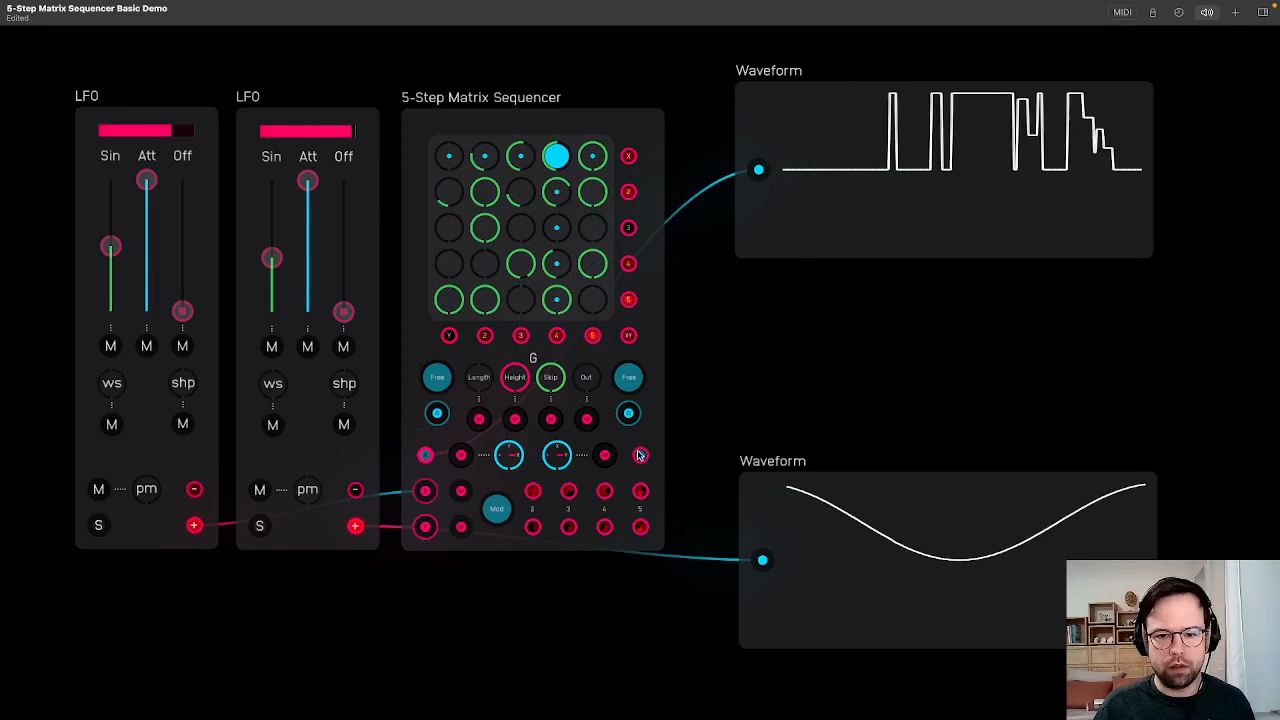 5-Step Matrix Sequencer Basic Demo
Edited
MIDI
LFO
Sin Att Off
M M M
ws shp
M M
M pm -
S +
LFO
Sin Att Off
M M M
ws shp
M M
M pm -
S +
5-Step Matrix Sequencer
X
2
3
4
5
Y 2 3 4 5 XY
G
Free Length Height Skip Out Free
R M M M M R
M Y X X Y M
X M
Mod 2 3 4 5
Y M
Waveform
Waveform